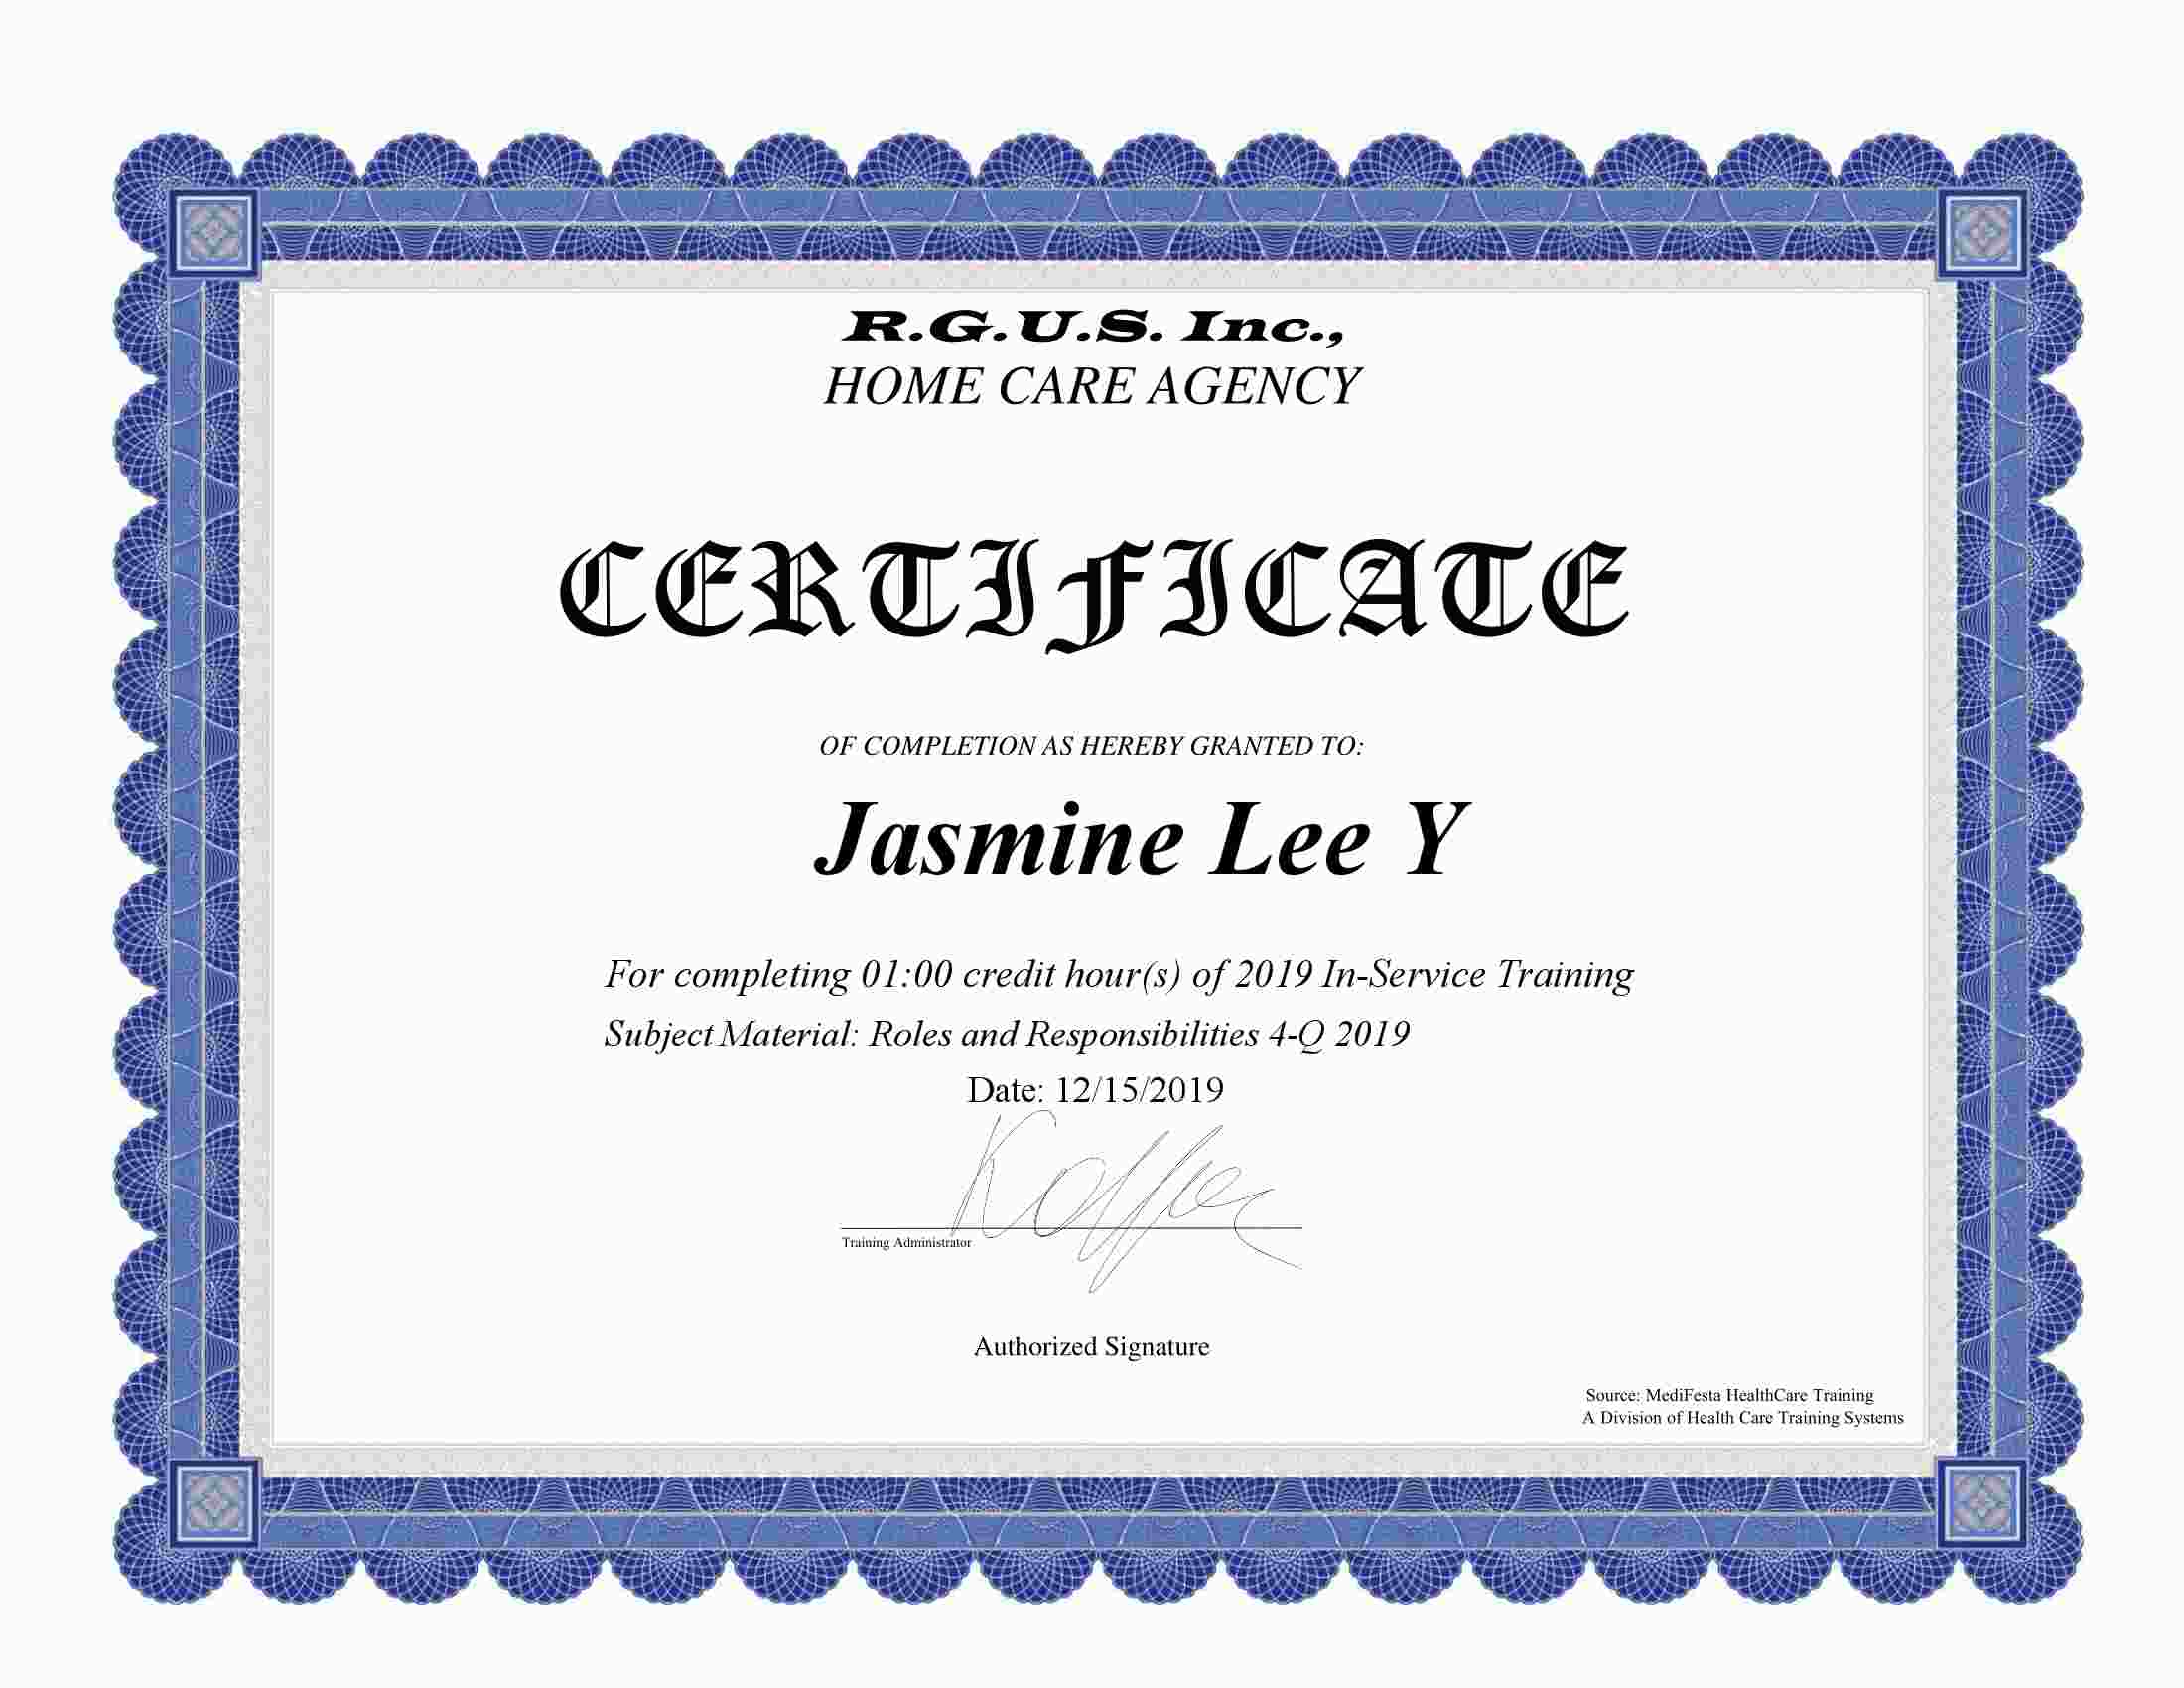 R.G.U.S. Inc.,
HOME CARE AGENCY
CERTIFICATE
OF COMPLETION AS HEREBY GRANTED TO:
Jasmine Lee Y
For completing 01:00 credit hour(s) of 2019 In-Service Training
Subject Material: Roles and Responsibilities 4-Q 2019
Date: 12/15/2019
Training Administrator
Authorized Signature
Source: MediFesta HealthCare Training
A Division of Health Care Training Systems